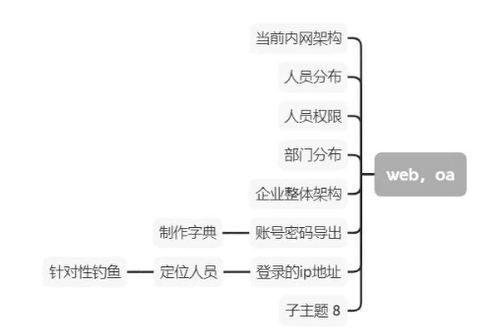 当前内网架构
人员分布
人员权限
部门分布
web，oa
企业整体架构
制作字典
账号密码导出
针对性钓鱼
定位人员
登录的ip地址
子主题 8